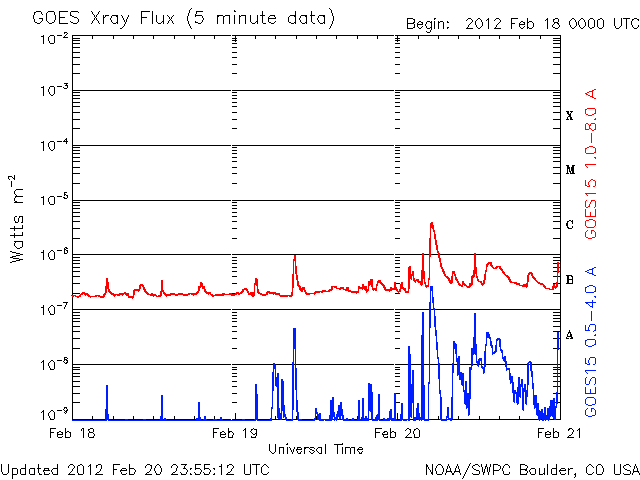 GOES Xray Flux (5 minute data)
Begin: 2012 Feb 18 0000 UTC
10-2
10-3
10-4
10-5
10-6
10-7
10-8
10-9
Watts m-2
X
M
C
B
A
GOES15 1.0-8.0 A
GOES15 0.5-4.0 A
Feb 18
Feb 19
Feb 20
Feb 21
Universal Time
Updated 2012 Feb 20 23:55:12 UTC
NOAA/SWPC Boulder, CO USA